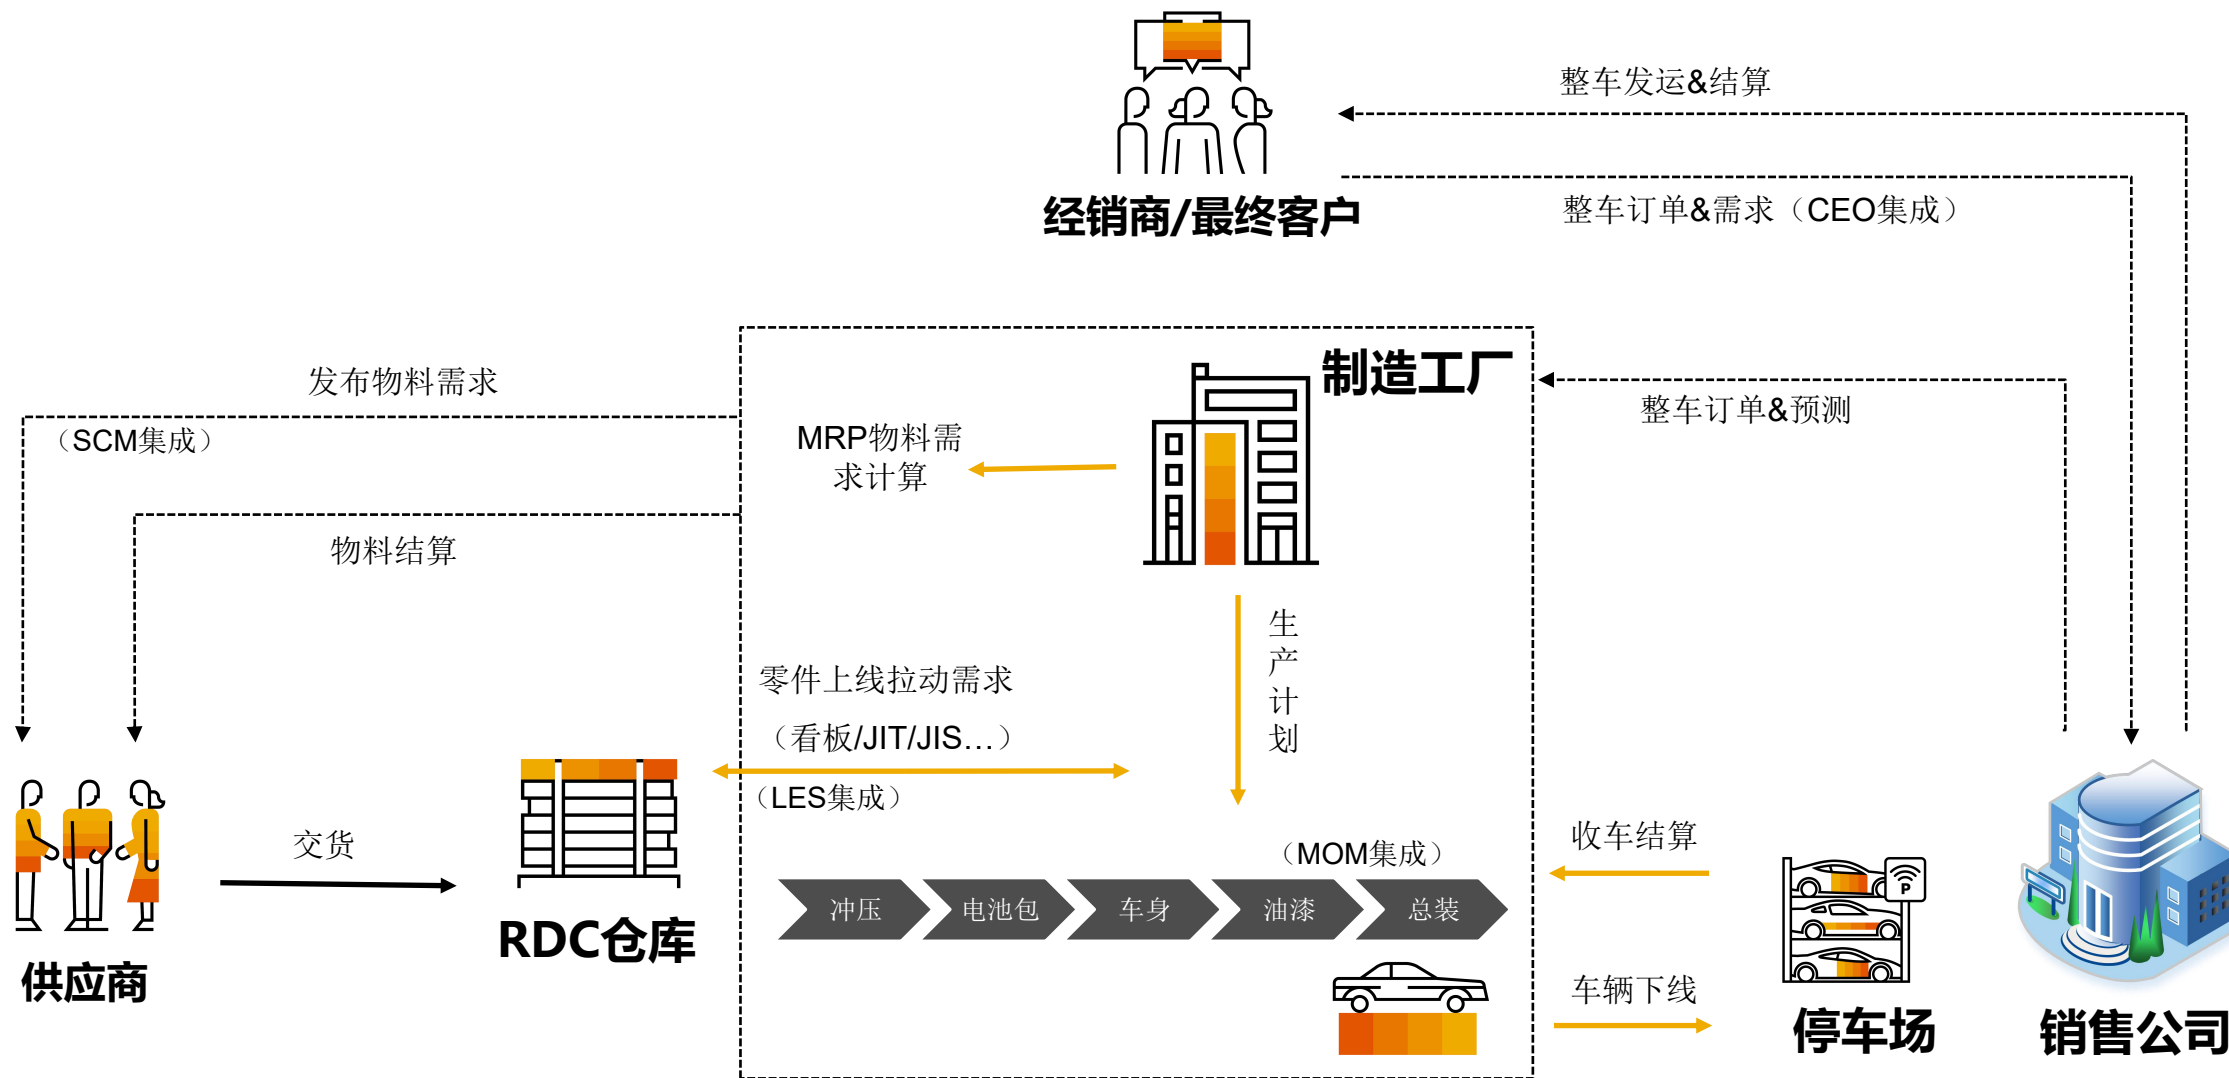 整车发运&结算
经销商/最终客户
整车订单&需求（CEO集成）
制造工厂
发布物料需求
（SCM集成）
整车订单&预测
MRP物料需
求计算
物料结算
生
产
计
划
零件上线拉动需求
（看板/JIT/JIS…）
（LES集成）
交货
（MOM集成）
收车结算
冲压
电池包
车身
油漆
总装
P
RDC仓库
供应商
车辆下线
停车场
销售公司